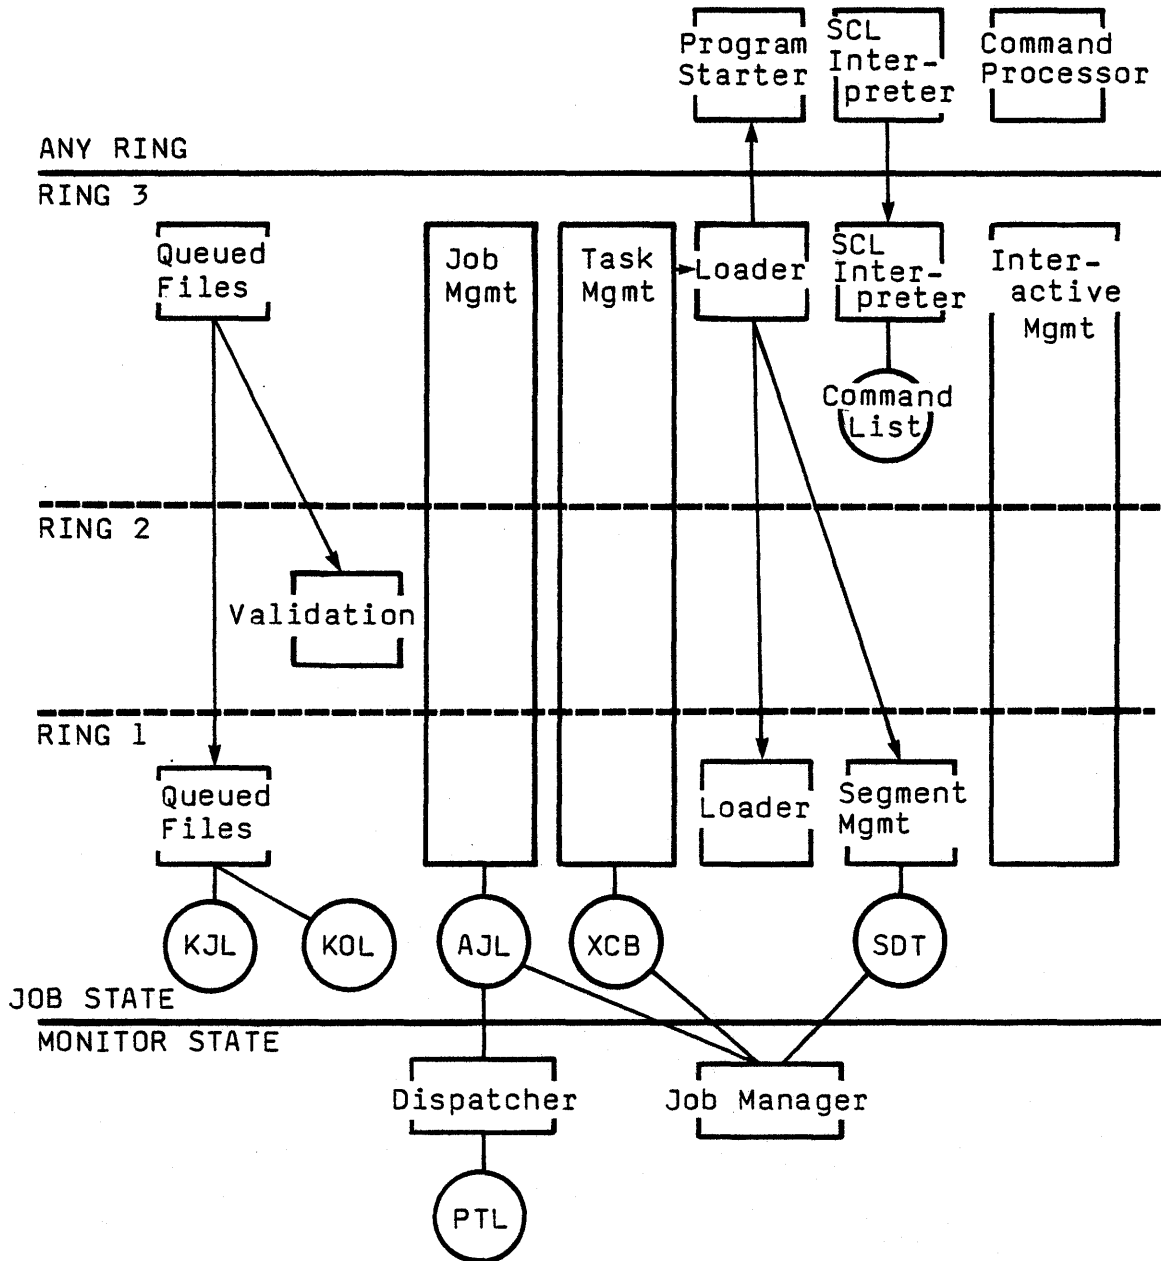 Program
Starter
SCL
Inter-
preter
Command
Processor
ANY RING
RING 3
Queued
Files
Job
Mgmt
Task
Mgmt
Loader
SCL
Inter-
preter
Inter-
active
Mgmt
Command
List
RING 2
Validation
RING 1
Queued
Files
Loader
Segment
Mgmt
KJL
KOL
AJL
XCB
SDT
JOB STATE
MONITOR STATE
Dispatcher
Job Manager
PTL